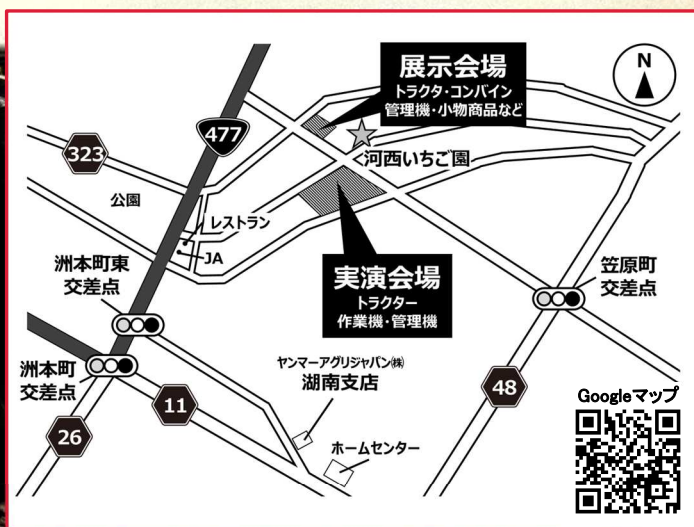 展示会場
トラクタ・コンバイン
管理機・小物商品など
N
477
323
河西いちご園
公園
レストラン
JA
洲本町東
交差点
実演会場
トラクター
作業機・管理機
笠原町
交差点
洲本町
交差点
ヤンマーアグリジャパン㈱
湖南支店
48
11
26
ホームセンター
Googleマップ